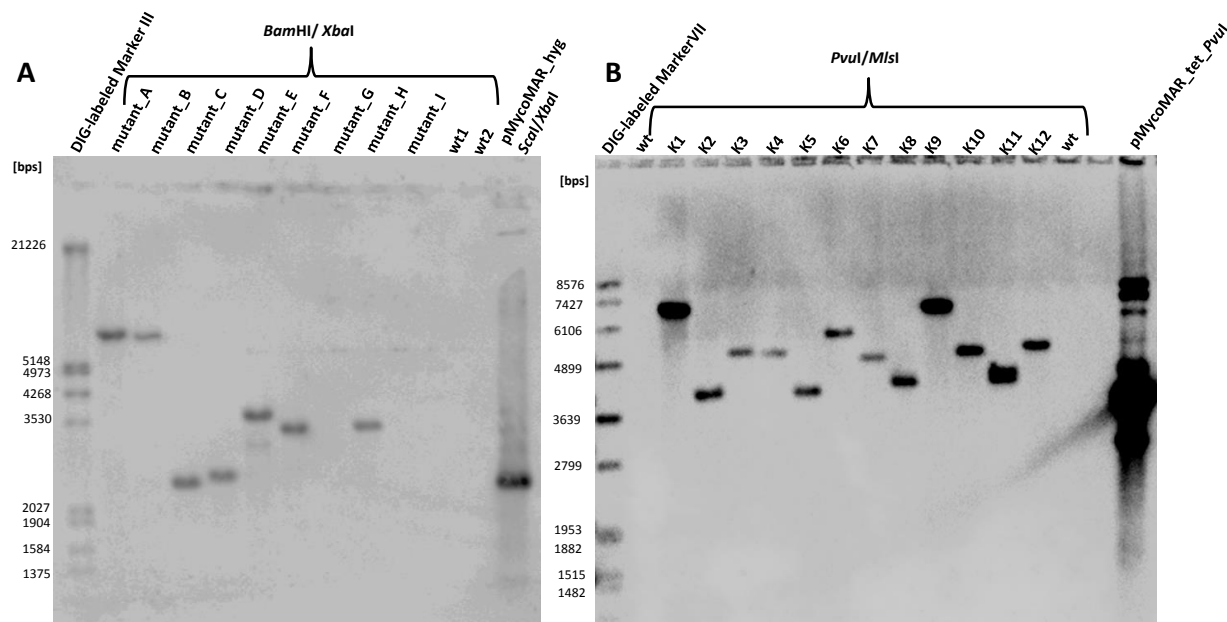 A
BamHI/ XbaI
DIG-labeled Marker III
mutant_A
mutant_B
mutant_C
mutant_D
mutant_E
mutant_F
mutant_G
mutant_H
mutant_I
wt1
wt2
pMycoMAR_hyg
ScaI/XbaI
[bps]
21226
5148
4973
4268
3530
2027
1904
1584
1375
B
PvuI/MlsI
DIG-labeled MarkerVII
wt
K1
K2
K3
K4
K5
K6
K7
K8
K9
K10
K11
K12
wt
pMycoMAR_tet_PvuI
[bps]
8576
7427
6106
4899
3639
2799
1953
1882
1515
1482